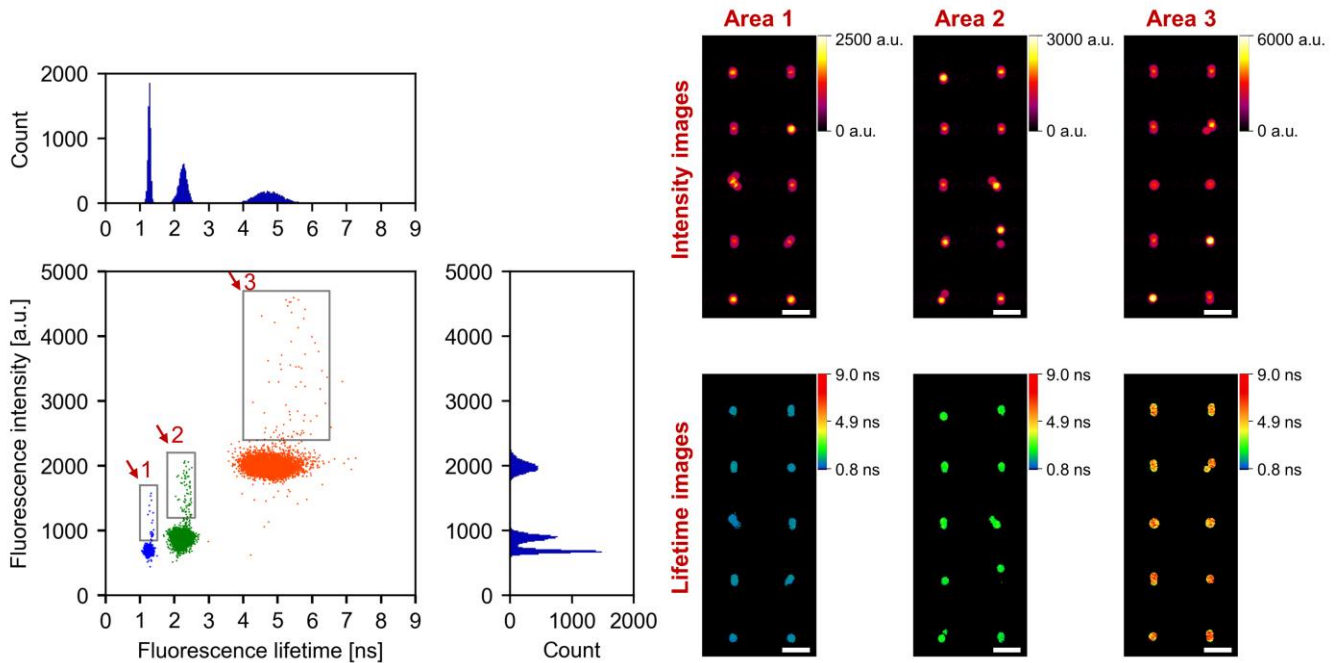 Area 1
Area 2
Area 3
Intensity images
2500 a.u.
0 a.u.
3000 a.u.
0 a.u.
6000 a.u.
0 a.u.
Count
2000
1000
0
0 1 2 3 4 5 6 7 8 9
Fluorescence intensity [a.u.]
5000
4000
3000
2000
1000
0
1
2
3
0 1 2 3 4 5 6 7 8 9
Fluorescence lifetime [ns]
5000
4000
3000
2000
1000
0
0 1000 2000
Count
Lifetime images
9.0 ns
4.9 ns
0.8 ns
9.0 ns
4.9 ns
0.8 ns
9.0 ns
4.9 ns
0.8 ns